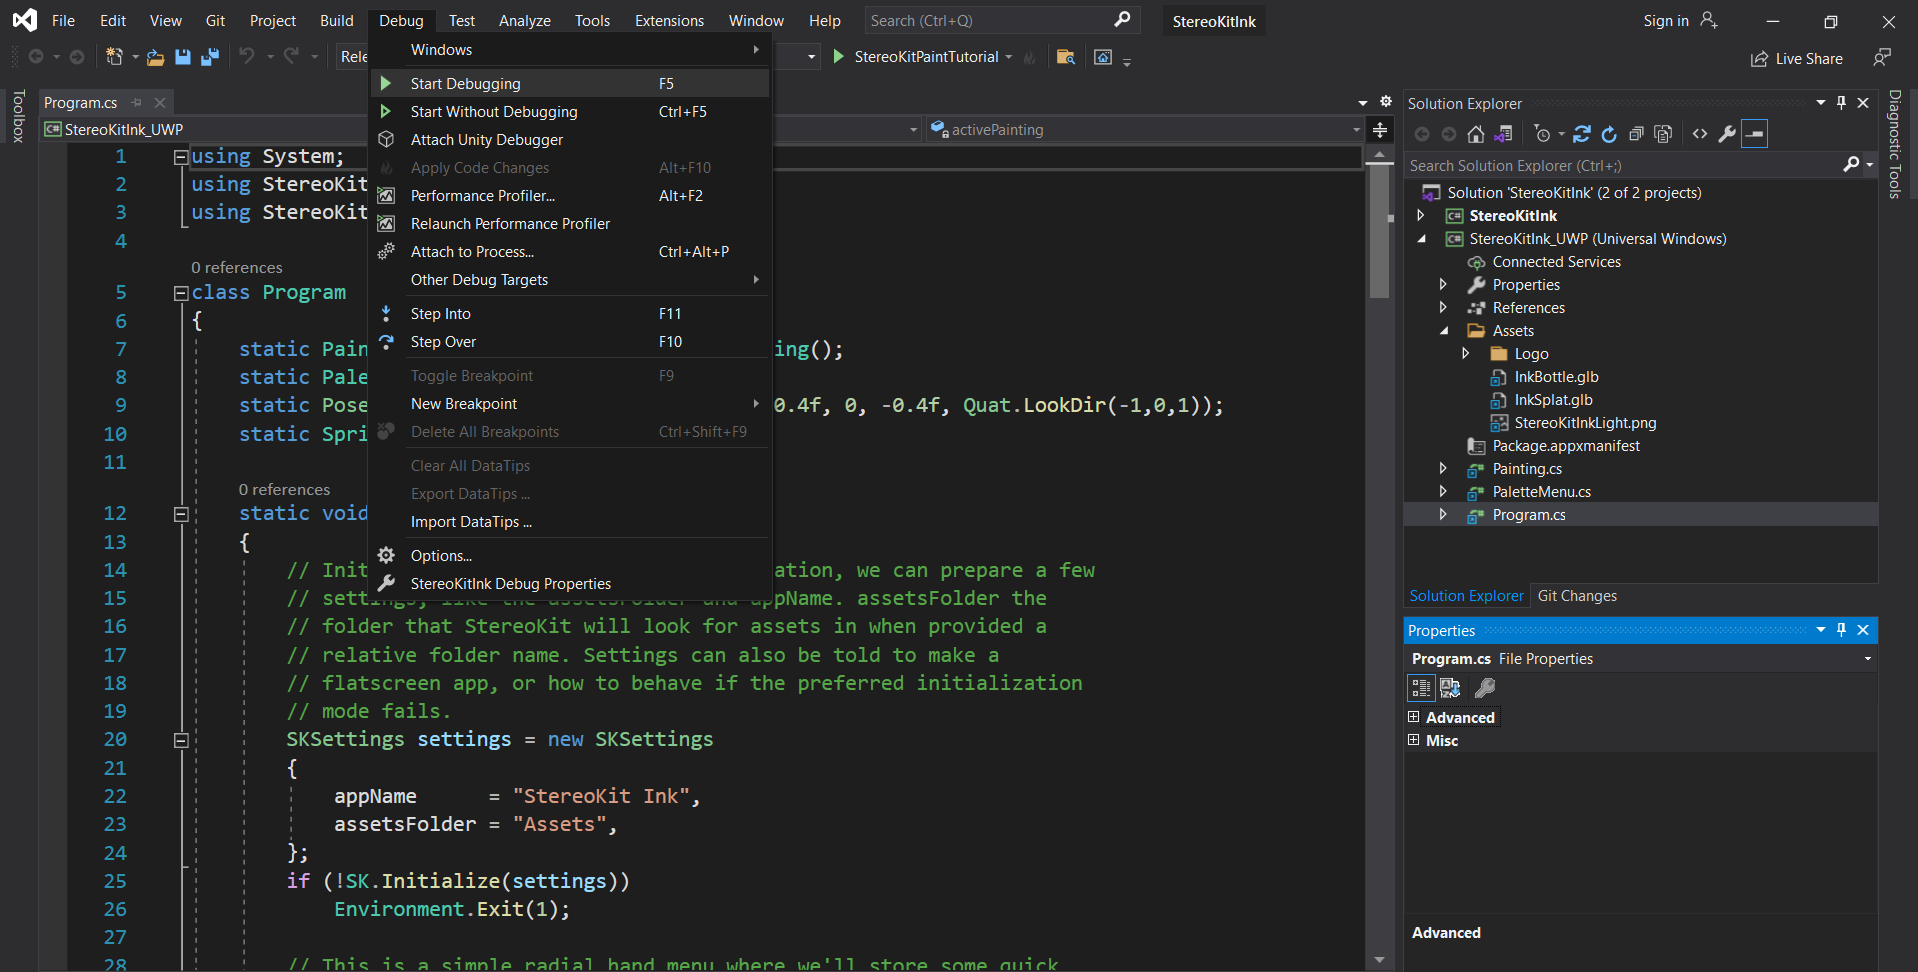 File Edit View Git Project Build Debug Test Analyze Tools Extensions Window Help Search (Ctrl+Q) StereoKitInk Sign in
Rele StereoKitPaintTutorial Live Share
Toolbox
Program.cs
StereoKitInk_UWP activePainting
Windows
Start Debugging F5
Start Without Debugging Ctrl+F5
Attach Unity Debugger
Apply Code Changes Alt+F10
Performance Profiler... Alt+F2
Relaunch Performance Profiler
Attach to Process... Ctrl+Alt+P
Other Debug Targets
Step Into F11
Step Over F10
Toggle Breakpoint F9
New Breakpoint
Delete All Breakpoints Ctrl+Shift+F9
Clear All DataTips
Export DataTips ...
Import DataTips ...
Options...
StereoKitInk Debug Properties
1 using System;
2 using StereoKit
3 using StereoKit
4
0 references
5 class Program
6 {
7 static Pain ing();
8 static Pale
9 static Pose 0.4f, 0, -0.4f, Quat.LookDir(-1,0,1));
10 static Spri
11
0 references
12 static void
13 {
14 // Init ation, we can prepare a few
15 // settings, like the assetsFolder and appName. assetsFolder the
16 // folder that StereoKit will look for assets in when provided a
17 // relative folder name. Settings can also be told to make a
18 // flatscreen app, or how to behave if the preferred initialization
19 // mode fails.
20 SKSettings settings = new SKSettings
21 {
22 appName = "StereoKit Ink",
23 assetsFolder = "Assets",
24 };
25 if (!SK.Initialize(settings))
26 Environment.Exit(1);
27
28 // This is a simple radial hand menu where we'll store some quick
Solution Explorer
Search Solution Explorer (Ctrl+;)
Solution 'StereoKitInk' (2 of 2 projects)
C# StereoKitInk
C# StereoKitInk_UWP (Universal Windows)
Connected Services
Properties
References
Assets
Logo
InkBottle.glb
InkSplat.glb
StereoKitInkLight.png
Package.appxmanifest
Painting.cs
PaletteMenu.cs
Program.cs
Solution Explorer Git Changes
Properties
Program.cs File Properties
Advanced
Misc
Advanced
Diagnostic Tools